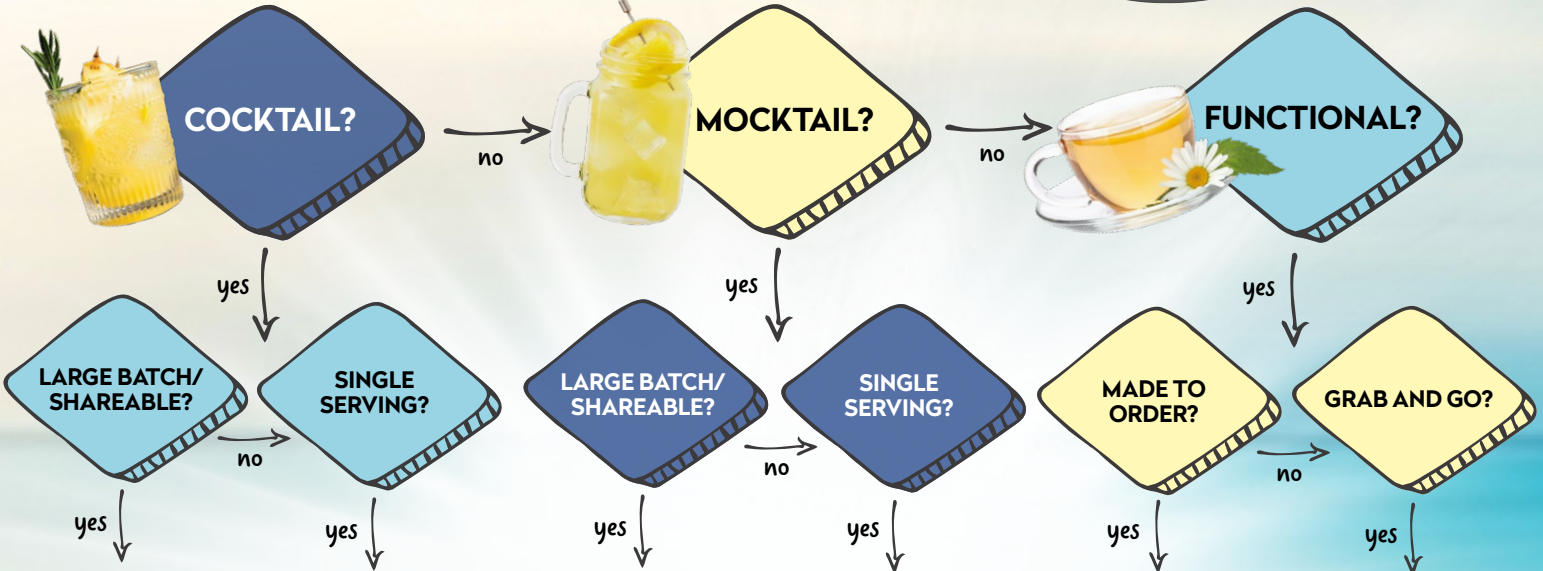 COCKTAIL?
no
MOCKTAIL?
no
FUNCTIONAL?
yes
yes
yes
LARGE BATCH/
SHAREABLE?
no
SINGLE
SERVING?
LARGE BATCH/
SHAREABLE?
no
SINGLE
SERVING?
MADE TO
ORDER?
no
GRAB AND GO?
yes
yes
yes
yes
yes
yes